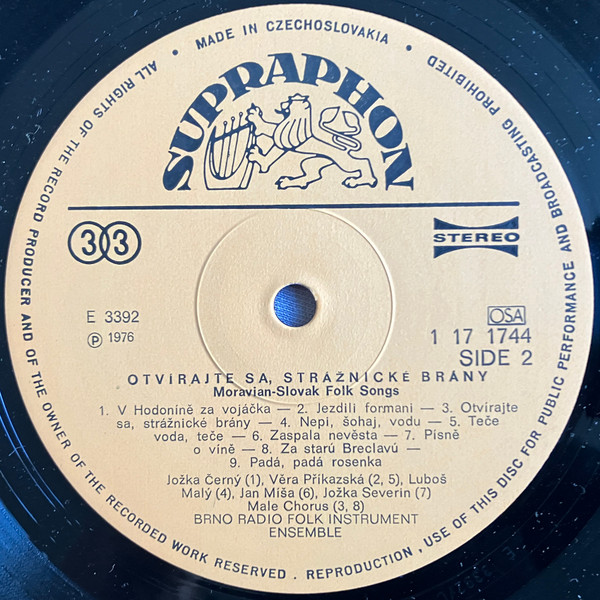 ALL RIGHTS OF THE RECORD PRODUCER AND OF THE OWNER OF THE RECORDED WORK RESERVED . REPRODUCTION, USE OF THIS DISC FOR PUBLIC PERFORMANCE AND BROADCASTING PROHIBITED
• MADE IN CZECHOSLOVAKIA •
SUPRAPHON
33
STEREO
E 3392
Ⓟ 1976
OSA
1 17 1744
SIDE 2
OTVÍRAJTE SA, STRÁŽNICKÉ BRÁNY
Moravian-Slovak Folk Songs
1. V Hodoníně za vojáčka — 2. Jezdili formani — 3. Otvírajte
sa, strážnické brány — 4. Nepi, šohaj, vodu — 5. Teče
voda, teče — 6. Zaspala nevěsta — 7. Písně
o víně — 8. Za starú Breclavú —
9. Padá, padá rosenka
Jožka Černý (1), Věra Příkazská (2, 5), Luboš
Malý (4), Jan Míša (6), Jožka Severin (7)
Male Chorus (3, 8)
BRNO RADIO FOLK INSTRUMENT
ENSEMBLE